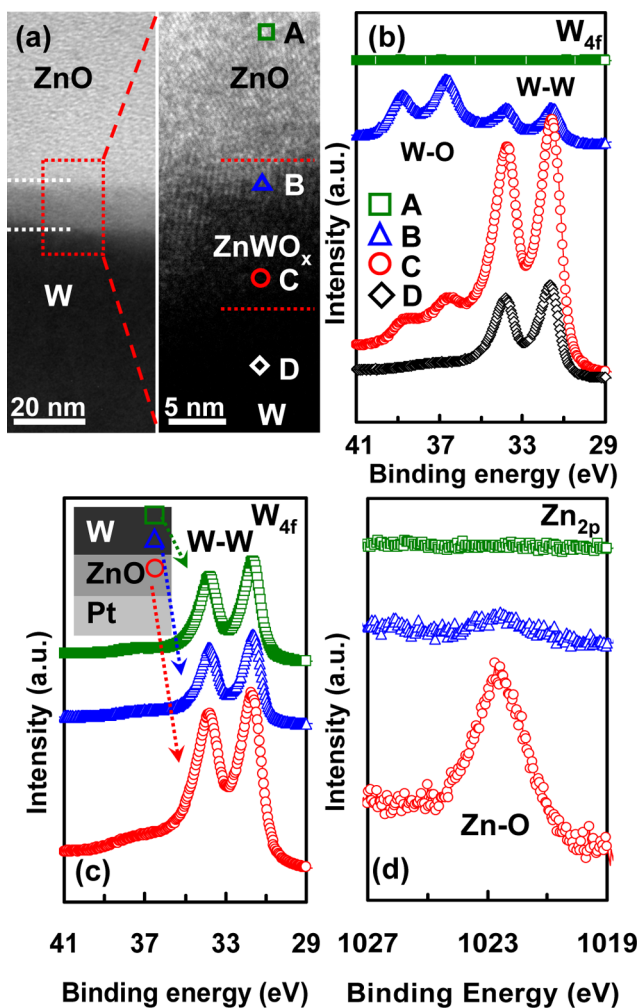 (a)
ZnO
W
20 nm
A
ZnO
B
ZnWOx
C
D
5 nm
W
(b)
W4f
W-W
W-O
A
B
C
D
Intensity (a.u.)
41 37 33 29
Binding energy (eV)
W
ZnO
Pt
W-W
W4f
(c)
Intensity (a.u.)
41 37 33 29
Binding energy (eV)
Zn2p
Zn-O
(d)
Intensity (a.u.)
1027 1023 1019
Binding Energy (eV)